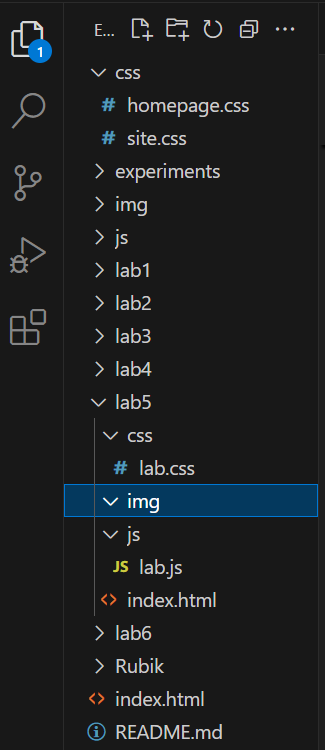 E...
1
css
# homepage.css
# site.css
experiments
img
js
lab1
lab2
lab3
lab4
lab5
css
# lab.css
img
js
JS lab.js
<> index.html
lab6
Rubik
<> index.html
README.md